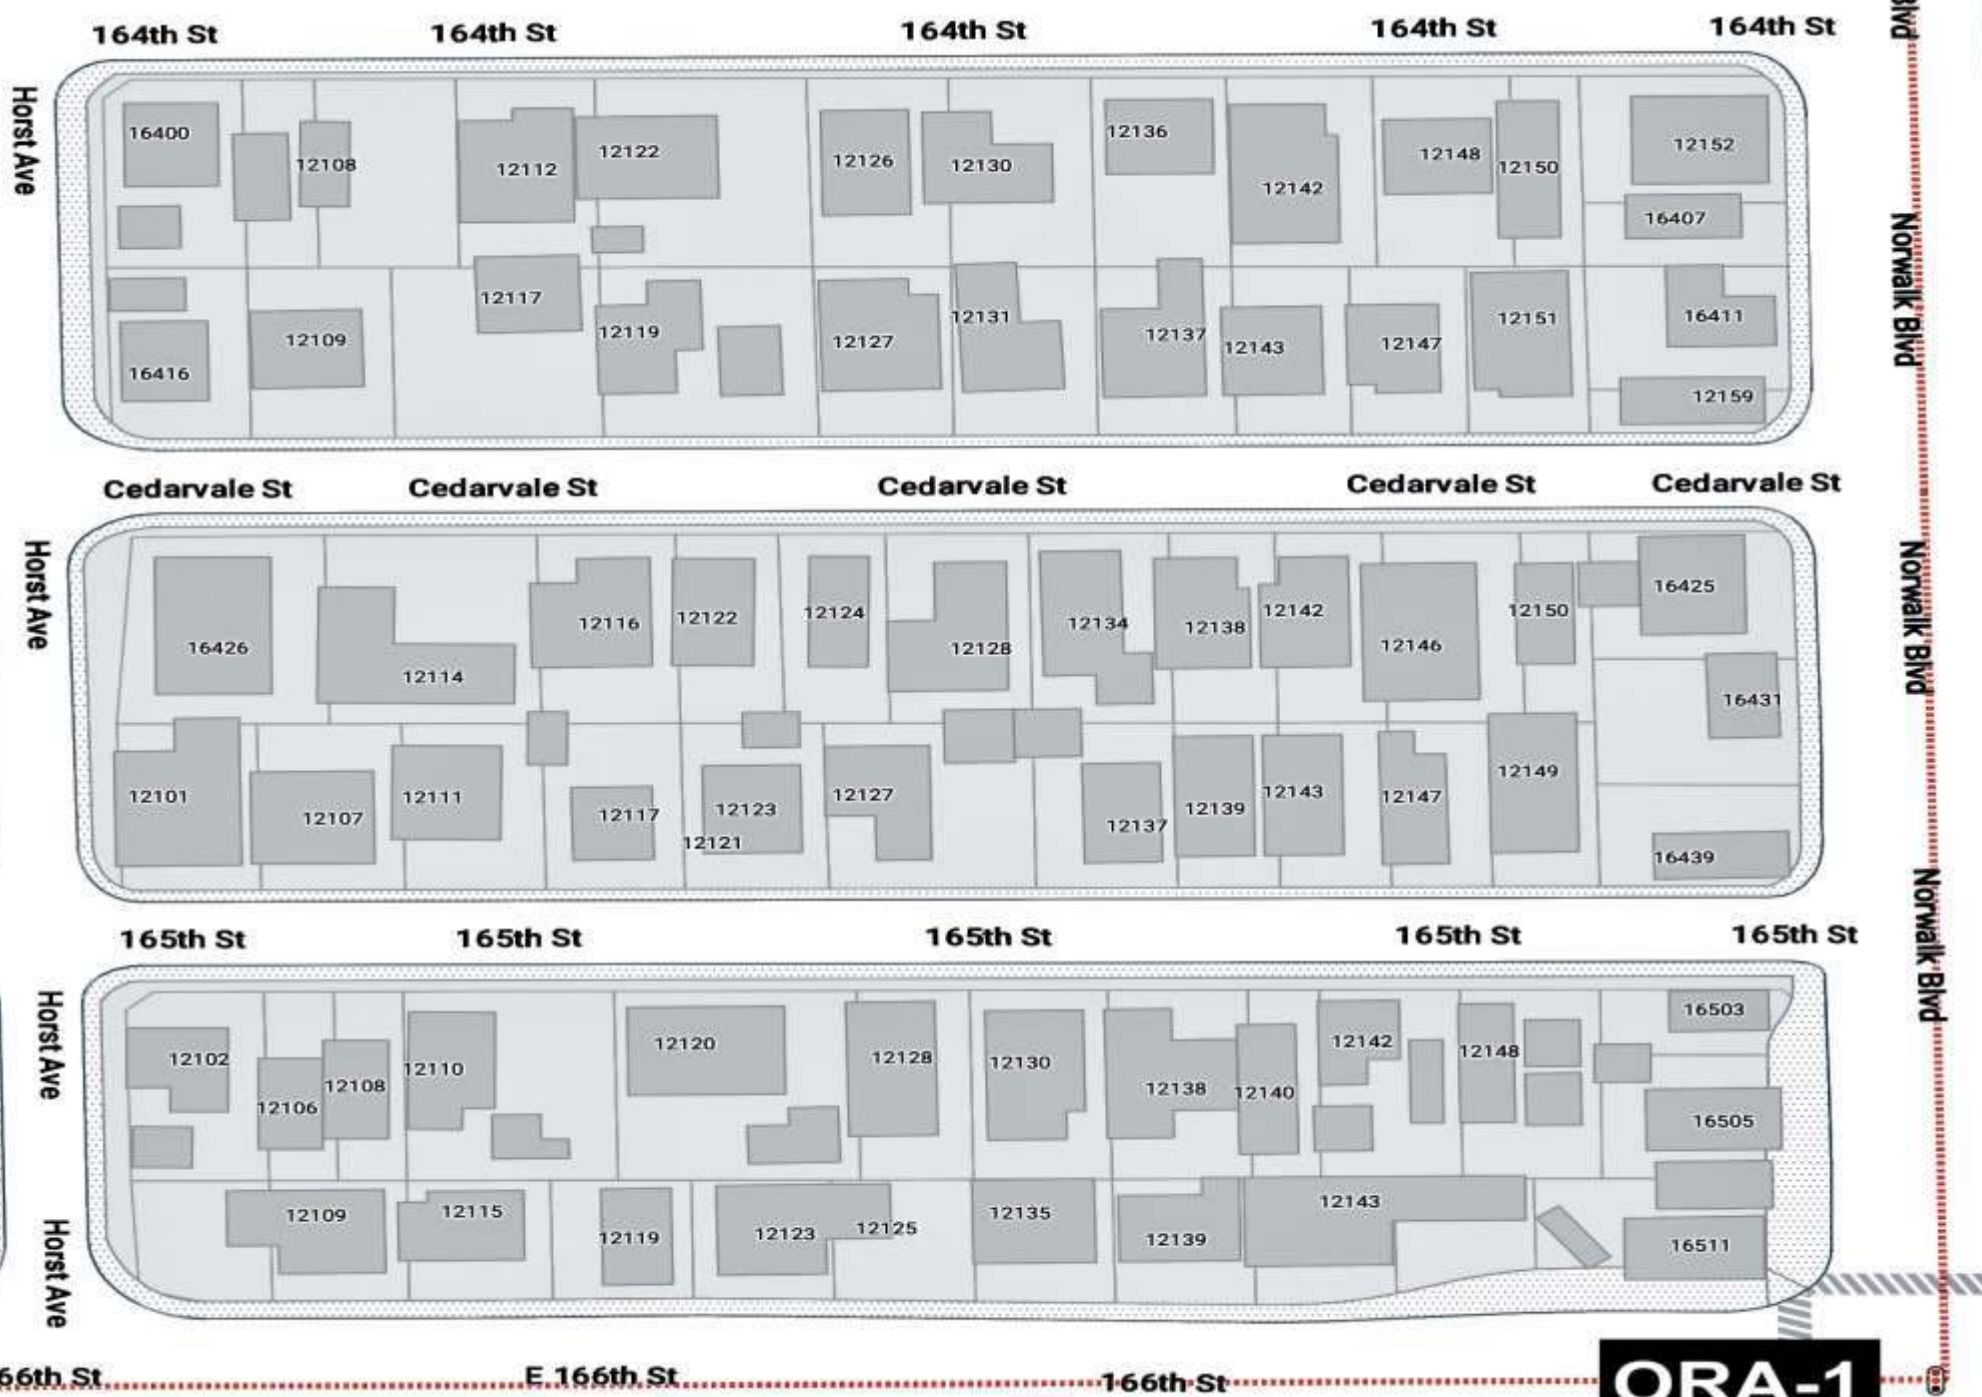 164th St 164th St 164th St 164th St 164th St
Blvd
Horst Ave
16400 12108 12112 12122 12126 12130 12136 12142 12148 12150 12152
16407
Norwalk Blvd
16416 12109 12117 12119 12127 12131 12137 12143 12147 12151 16411
12159
Cedarvale St Cedarvale St Cedarvale St Cedarvale St Cedarvale St
Horst Ave
Norwalk Blvd
16426 12114 12116 12122 12124 12128 12134 12138 12142 12146 12150 16425
16431
12101 12107 12111 12117 12121 12123 12127 12137 12139 12143 12147 12149
16439
Norwalk Blvd
165th St 165th St 165th St 165th St 165th St
Horst Ave
12102 12106 12108 12110 12120 12128 12130 12138 12140 12142 12148 16503
16505
Horst Ave
12109 12115 12119 12123 12125 12135 12139 12143 16511
66th St E 166th St 166th St
ORA-1